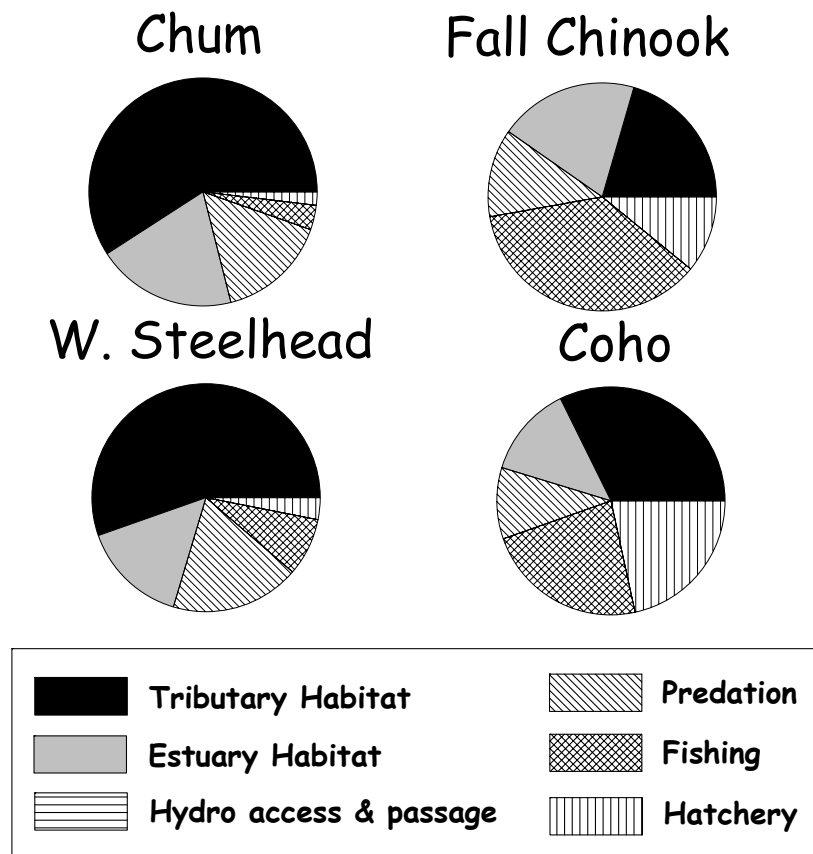 Chum
Fall Chinook
W. Steelhead
Coho
Tributary Habitat
Estuary Habitat
Hydro access & passage
Predation
Fishing
Hatchery